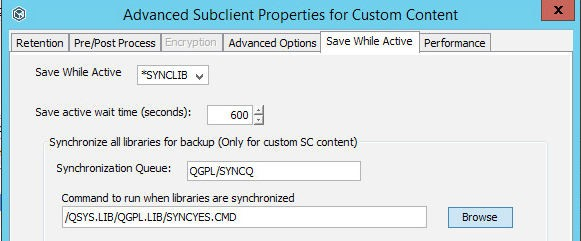 Advanced Subclient Properties for Custom Content
x
Retention Pre/Post Process Encryption Advanced Options Save While Active Performance
Save While Active *SYNCLIB
Save active wait time (seconds): 600
Synchronize all libraries for backup (Only for custom SC content)
Synchronization Queue: QGPL/SYNCQ
Command to run when libraries are synchronized
/QSYS.LIB/QGPL.LIB/SYNCYES.CMD Browse